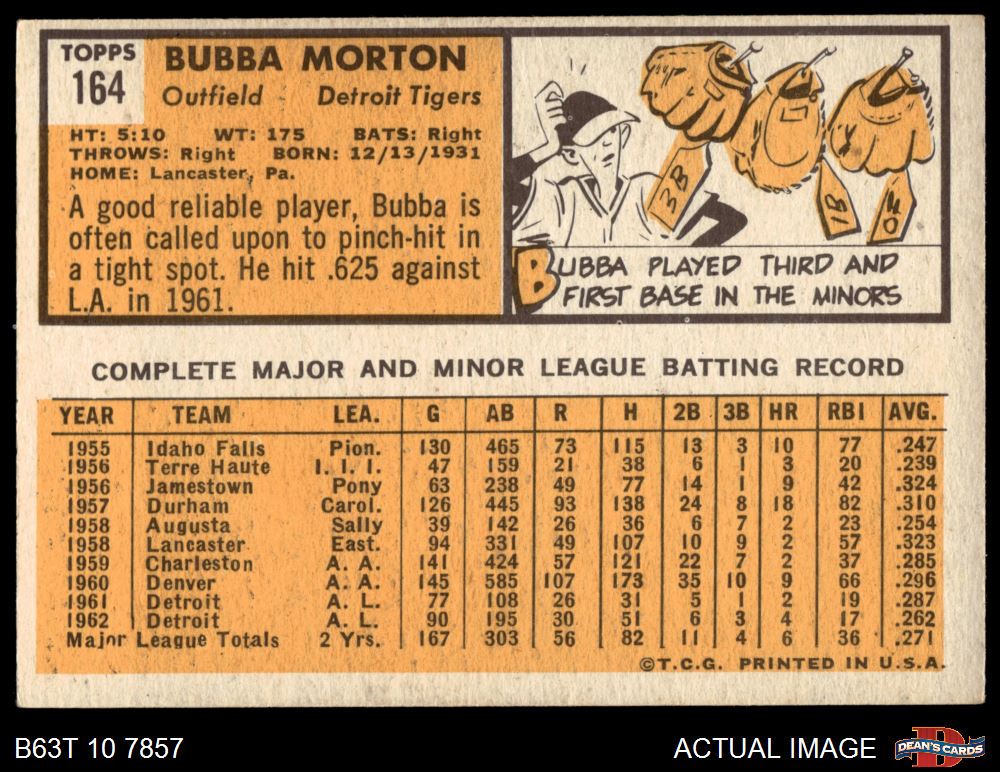 TOPPS
164
BUBBA MORTON
Outfield Detroit Tigers
HT: 5:10 WT: 175 BATS: Right
THROWS: Right BORN: 12/13/1931
HOME: Lancaster, Pa.
A good reliable player, Bubba is
often called upon to pinch-hit in
a tight spot. He hit .625 against
L.A. in 1961.
3B
1B
OF
BUBBA PLAYED THIRD AND
FIRST BASE IN THE MINORS
COMPLETE MAJOR AND MINOR LEAGUE BATTING RECORD
YEAR TEAM LEA. G AB R H 2B 3B HR RBI AVG.
1955 Idaho Falls Pion. 130 465 73 115 13 3 10 77 .247
1956 Terre Haute I. I. I. 47 159 21 38 6 1 3 20 .239
1956 Jamestown Pony 63 238 49 77 14 1 9 42 .324
1957 Durham Carol. 126 445 93 138 24 8 18 82 .310
1958 Augusta Sally 39 142 26 36 6 7 2 23 .254
1958 Lancaster East. 94 331 49 107 10 9 2 57 .323
1959 Charleston A. A. 141 424 57 121 22 7 2 37 .285
1960 Denver A. A. 145 585 107 173 35 10 9 66 .296
1961 Detroit A. L. 77 108 26 31 5 1 2 19 .287
1962 Detroit A. L. 90 195 30 51 6 3 4 17 .262
Major League Totals 2 Yrs. 167 303 56 82 11 4 6 36 .271
©T.C.G. PRINTED IN U.S.A.
B63T 10 7857 ACTUAL IMAGE DEAN'S CARDS